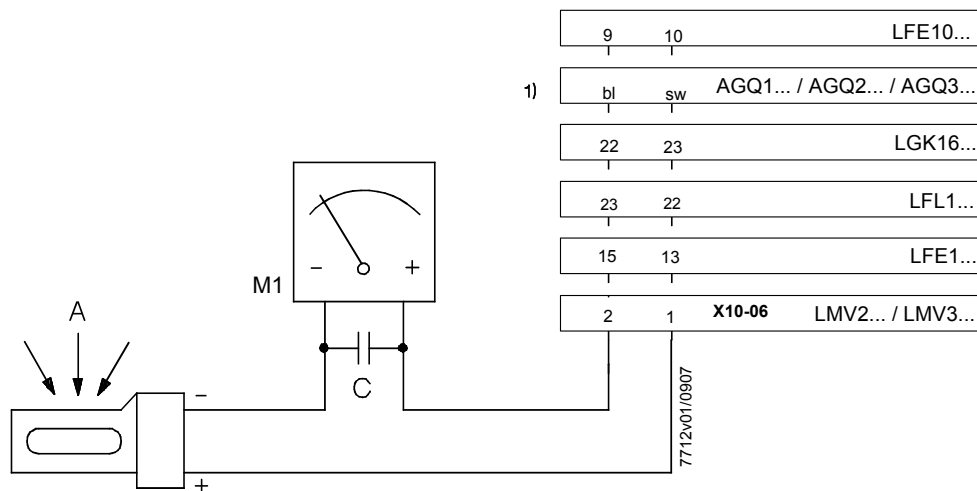 9 10 LFE10...
1) bl sw AGQ1... / AGQ2... / AGQ3...
22 23 LGK16...
23 22 LFL1...
15 13 LFE1...
2 1 X10-06 LMV2... / LMV3...
- +
M1
A
C
-
+
7712v01/0907